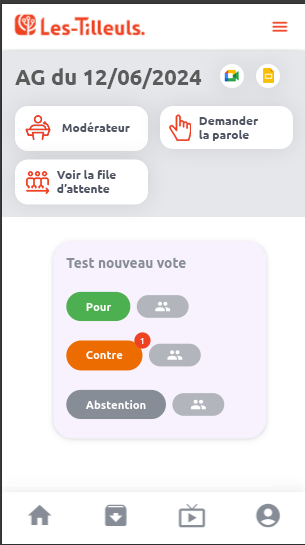 Les-Tilleuls.
AG du 12/06/2024
Modérateur
Demander
la parole
Voir la file
d'attente
Test nouveau vote
Pour
1
Contre
Abstention